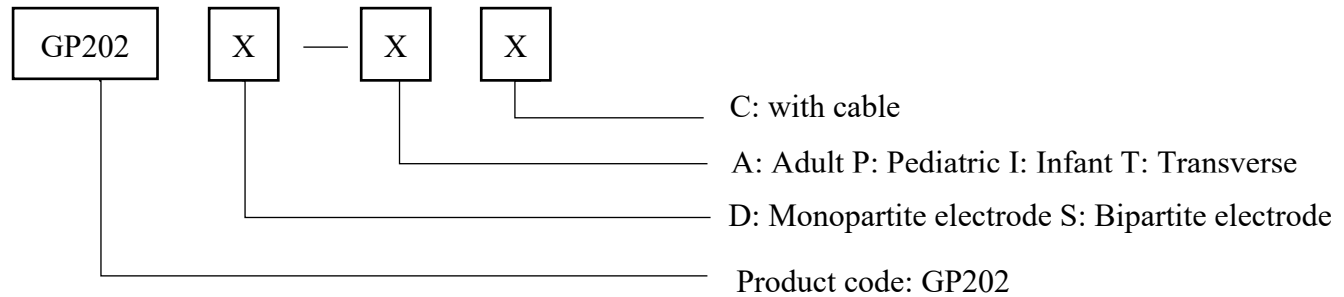 GP202 X — X X
C: with cable
A: Adult P: Pediatric I: Infant T: Transverse
D: Monopartite electrode S: Bipartite electrode
Product code: GP202